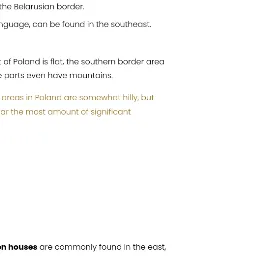 the Belarusian border.
nguage, can be found in the southeast.
of Poland is flat, the southern border area
parts even have mountains.
areas in Poland are somewhat hilly, but
ar the most amount of significant
en houses are commonly found in the east,